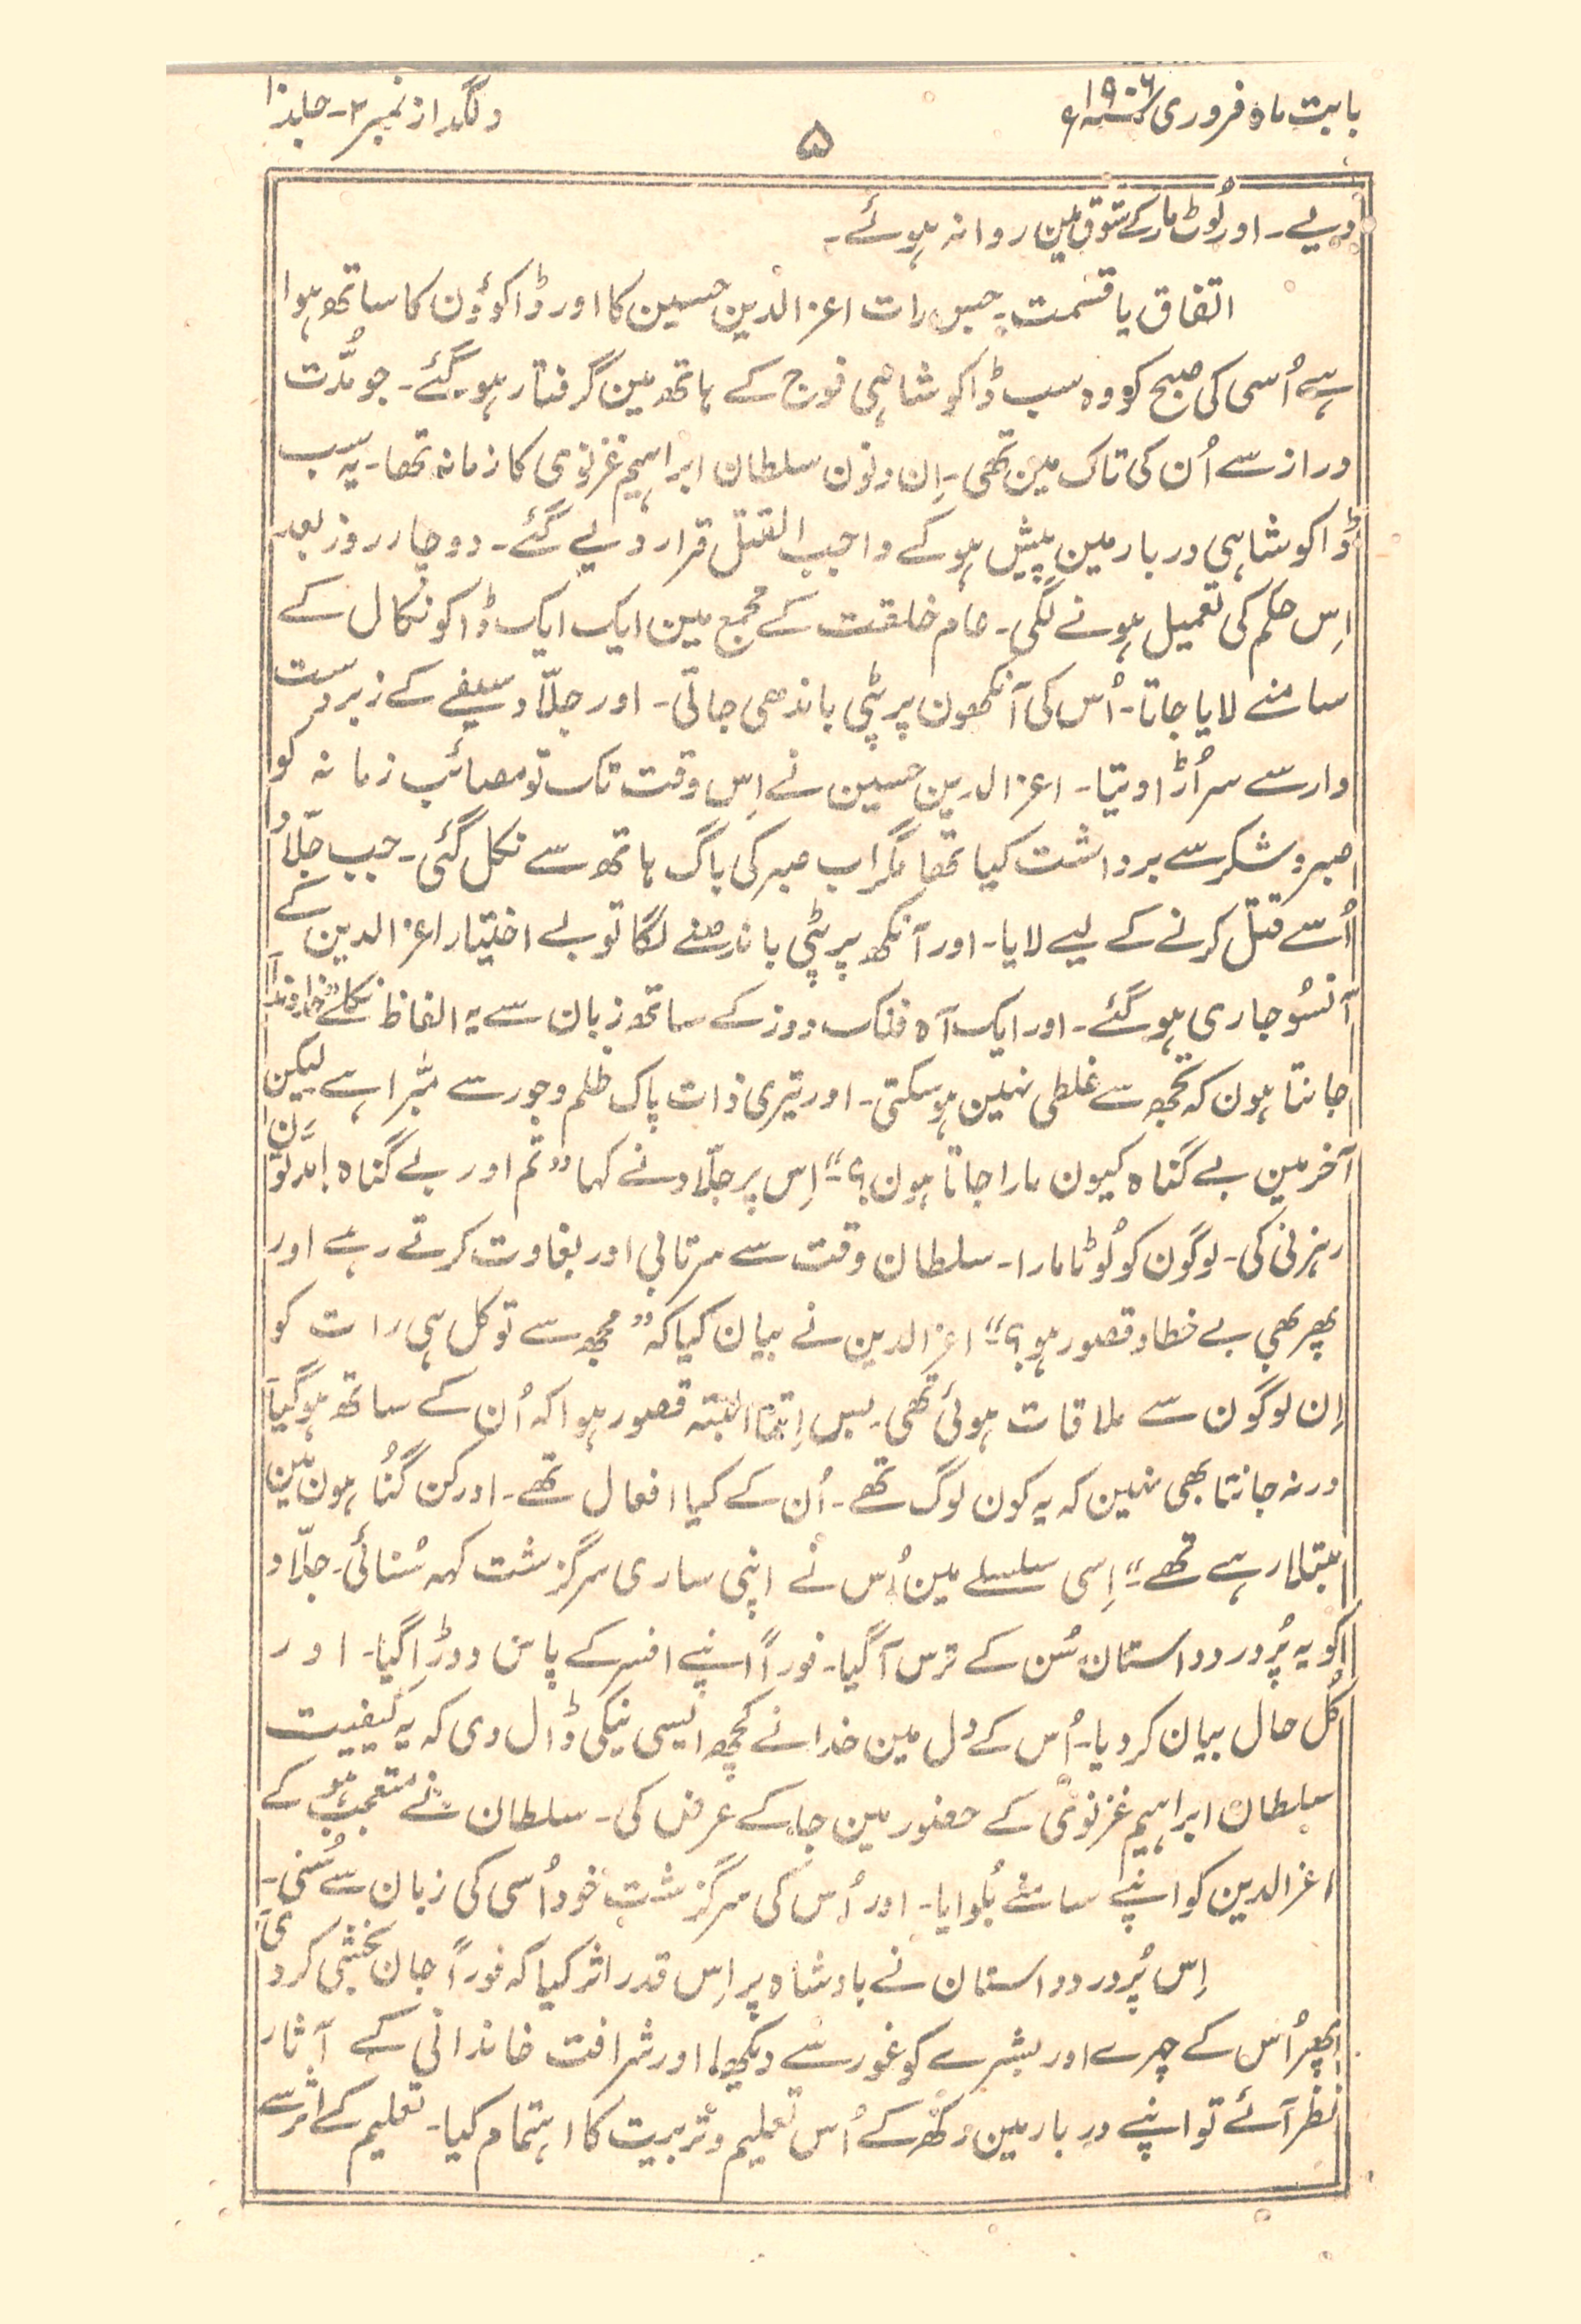 بابت ماہ فروری ۱۹۰۶ء
۵
دلگداز نمبر ۲ - جلد ۱۰
دیے۔ اور لُوٹ مار کے شوق مین روانہ ہوئے۔
اتفاق یا قسمت۔ جس رات اعزالدین حسین کا اور ڈاکوؤن کا ساتھ ہوا
ہے اُسی کی صبح کو وہ سب ڈاکو شاہی فوج کے ہاتھ مین گرفتار ہو گئے۔ جو مُدّت
دراز سے اُن کی تاک مین تھی۔ اِن دنون سلطان ابراہیم غزنوی کا زمانہ تھا۔ یہ سب
ڈاکو شاہی دربار مین پیش ہو کے واجب القتل قرار دیے گئے۔ دو چار روز بعد
اِس حکم کی تعمیل ہونے لگی۔ عام خلقت کے مجمع مین ایک ایک ڈاکو نکال کے
سامنے لایا جاتا۔ اُس کی آنکھون پر پٹی باندھی جاتی۔ اور جلّاد سیفے کے زبردست
وار سے سر اُڑا دیتا۔ اعزالدین حسین نے اِس وقت تک تو مصائب زمانہ کو
صبر و شکر سے برداشت کیا تھا مگر اب صبر کی باگ ہاتھ سے نکل گئی۔ جب جلّاد
اُسے قتل کرنے کے لیے لایا۔ اور آنکھ پر پٹی باندھنے لگا تو بے اختیار اعزالدین کے
آنسُو جاری ہو گئے۔ اور ایک آہ فلک دوز کے ساتھ زبان سے یہ الفاظ نکلے ”خداوندا
جانتا ہون کہ تجھ سے غلطی نہین ہو سکتی۔ اور تیری ذات پاک ظلم و جور سے مبّرا ہے لیکن
آخر مین بے گناہ کیون مارا جاتا ہون؟“ اِس پر جلّاد نے کہا ”تم اور بے گناہ! مدتون
رہزنی کی۔ لوگون کو لُوٹا مارا۔ سلطان وقت سے سرتابی اور بغاوت کرتے رہے اور
پھر بھی بے خطا و قصور ہو؟“ اعزالدین نے بیان کیا کہ ”مجھ سے تو کل ہی رات کو
اِن لوگون سے ملاقات ہوئی تھی۔ بس اِتنا البتہ قصور ہوا کہ اُن کے ساتھ ہو گیا
ورنہ جانتا بھی نہین کہ یہ کون لوگ تھے۔ اُن کے کیا افعال تھے۔ اور کن گُنا ہون مین
مبتلا رہے تھے“ اِسی سلسلے مین اُس نے اپنی ساری سرگزشت کہہ سُنائی۔ جلّاد
کو یہ پُر درد داستان سُن کے ترس آگیا۔ فوراً اپنے افسر کے پاس دوڑا گیا۔ اور
کُل حال بیان کر دیا۔ اُس کے دل مین خدا نے کچھ ایسی نیکی ڈال دی کہ یہ کیفیت
سلطان ابراہیم غزنوی کے حضور مین جا کے عرض کی۔ سلطان نے متعجب ہو کے
اعزالدین کو اپنے سامنے بُلوایا۔ اور اُس کی سرگزشت خود اُسی کی زبان سے سُنی۔
اِس پُر درد داستان نے بادشاہ پر اِس قدر اثر کیا کہ فوراً جان بخشی کر دی
پھر اُس کے چہرے اور بشرے کو غور سے دیکھا اور شرافت خاندانی کے آثار
نظر آئے تو اپنے دربار مین رکھ کے اُس تعلیم و تربیت کا اہتمام کیا۔ تعلیم کے اثر سے